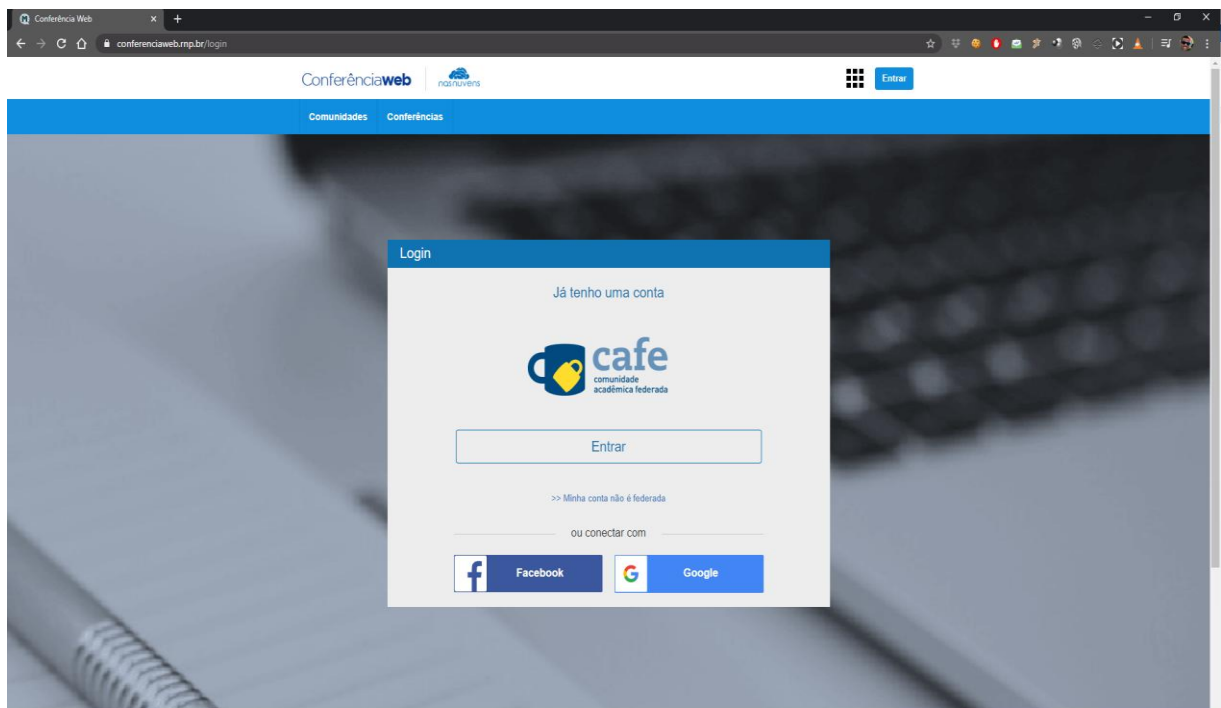 Conferência Web
conferenciaweb.rnp.br/login
Conferênciaweb
nasnuvens
Entrar
Comunidades Conferências
Login
Já tenho uma conta
cafe
comunidade
acadêmica federada
Entrar
>> Minha conta não é federada
ou conectar com
Facebook
Google